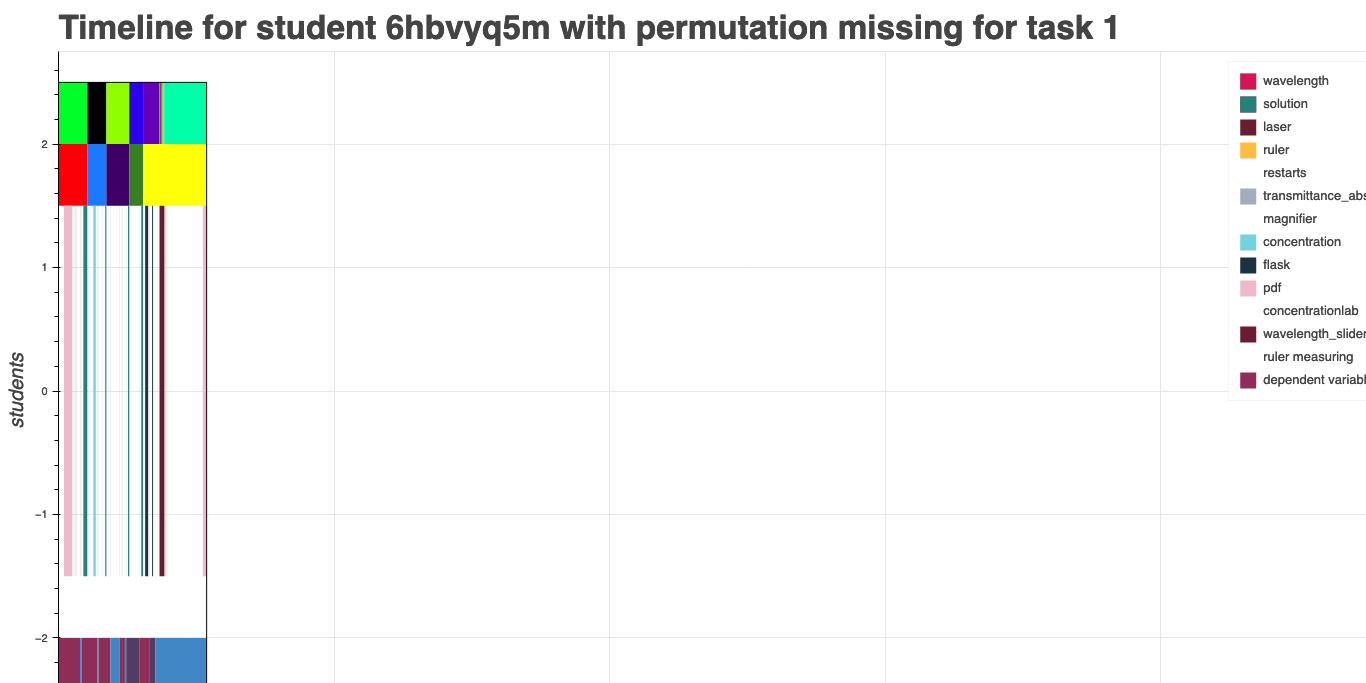 Timeline for student 6hbvyq5m with permutation missing for task 1
wavelength
solution
laser
ruler
restarts
transmittance_abs
magnifier
concentration
flask
pdf
concentrationlab
wavelength_slider
ruler measuring
dependent variabl
2
1
0
−1
−2
students